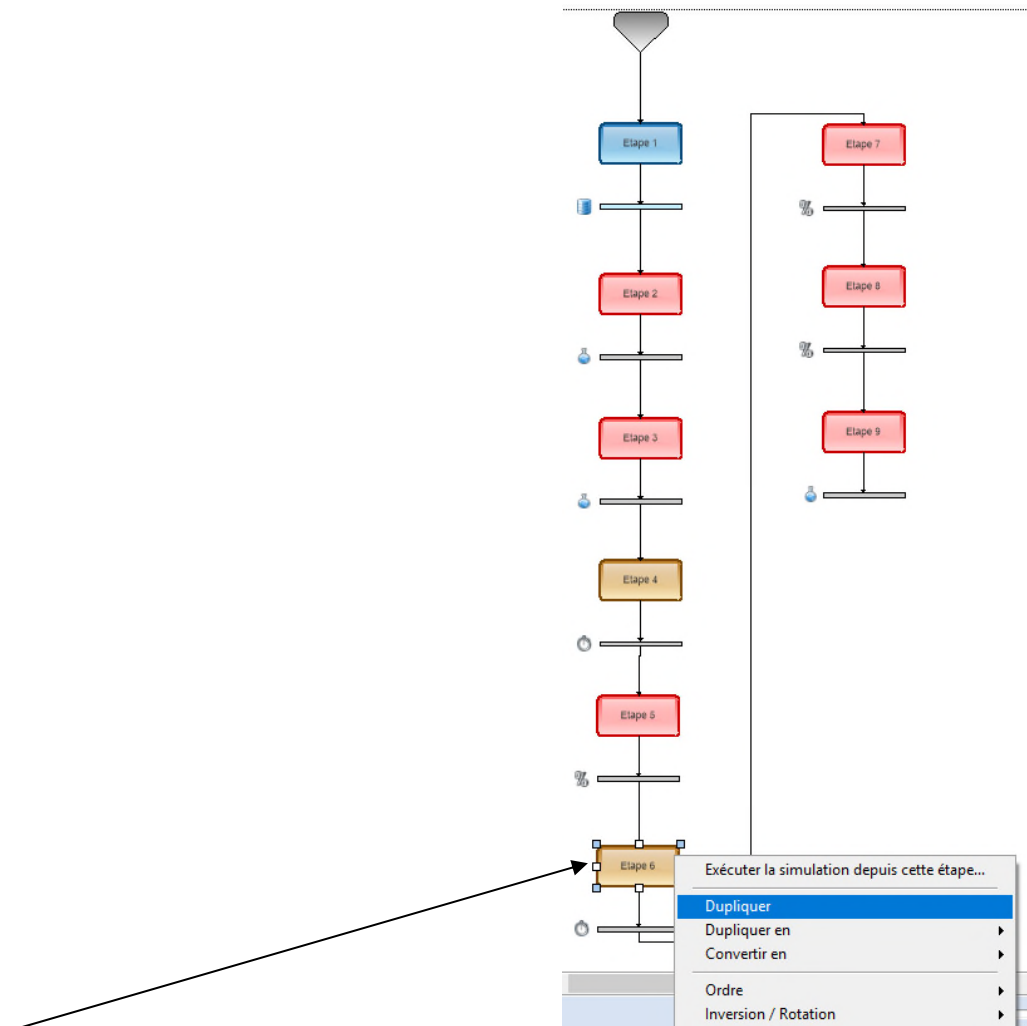 Etape 1
Etape 2
Etape 3
Etape 4
Etape 5
Etape 6
Etape 7
Etape 8
Etape 9
Exécuter la simulation depuis cette étape...
Dupliquer
Dupliquer en
Convertir en
Ordre
Inversion / Rotation